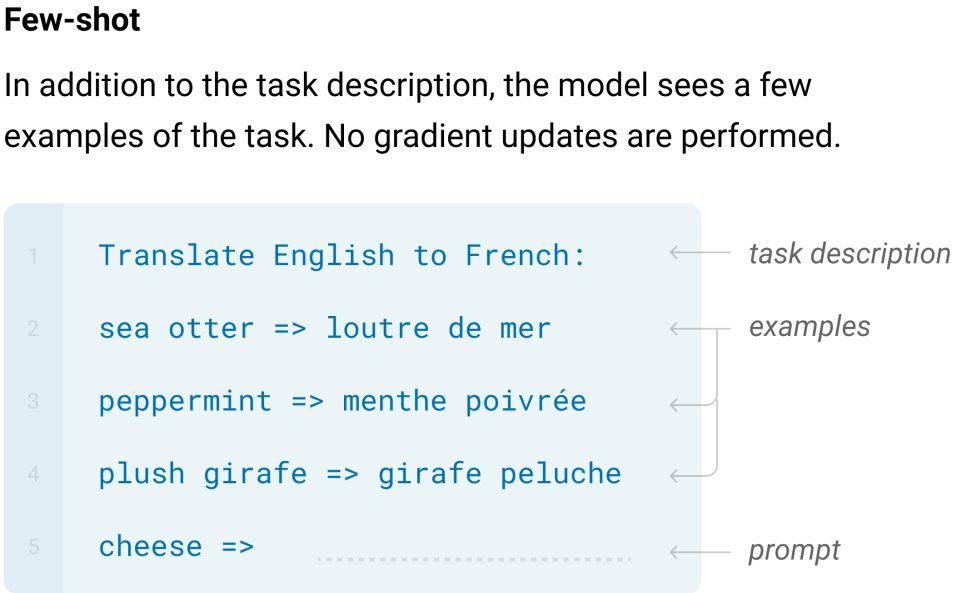 Few-shot
In addition to the task description, the model sees a few
examples of the task. No gradient updates are performed.
1 Translate English to French: task description
2 sea otter => loutre de mer examples
3 peppermint => menthe poivrée
4 plush girafe => girafe peluche
5 cheese => prompt